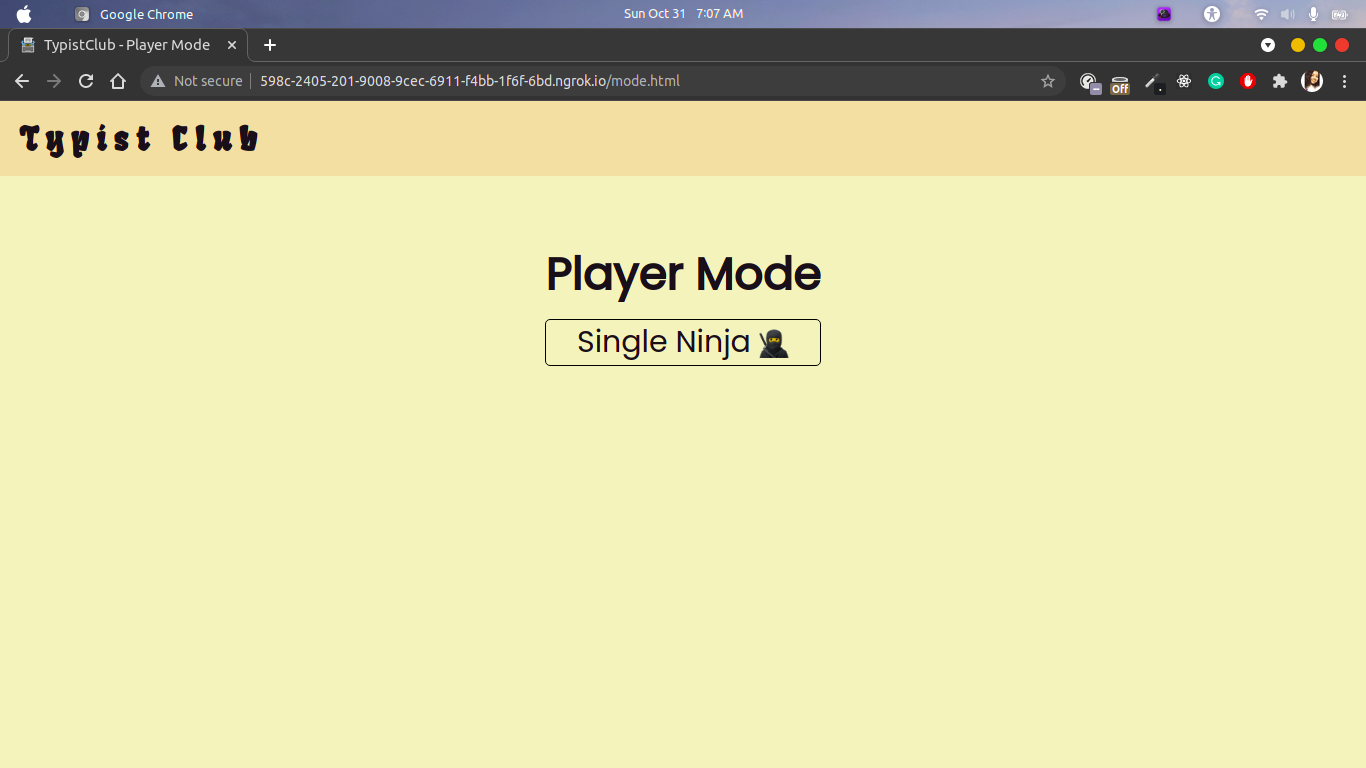 Google Chrome
Sun Oct 31 7:07 AM
TypistClub - Player Mode
Not secure
598c-2405-201-9008-9cec-6911-f4bb-1f6f-6bd.ngrok.io/mode.html
Off
Typist Club
Player Mode
Single Ninja 🥷